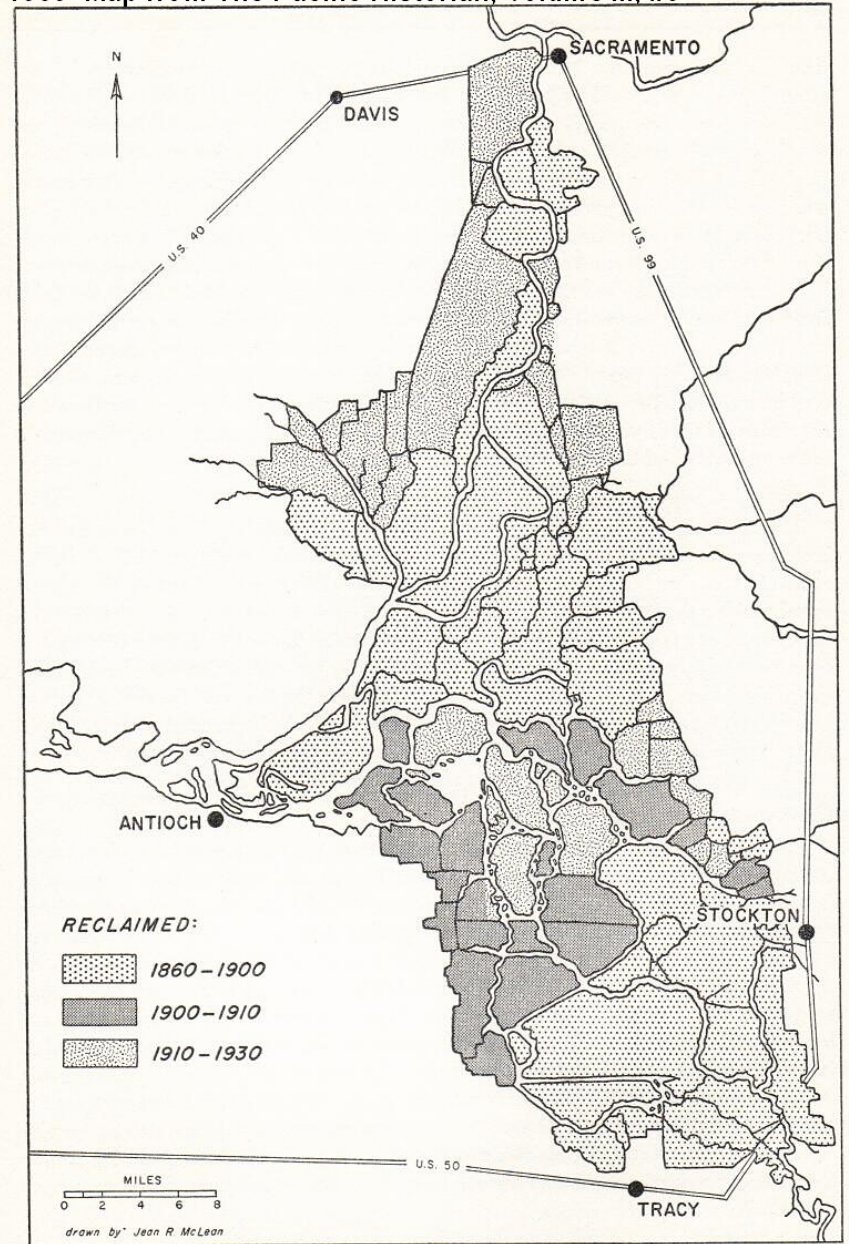 SACRAMENTO
N
DAVIS
U.S. 40
U.S. 99
ANTIOCH
STOCKTON
RECLAIMED:
1860–1900
1900–1910
1910–1930
U.S. 50
MILES
0 2 4 6 8
TRACY
drawn by Jean R. McLean